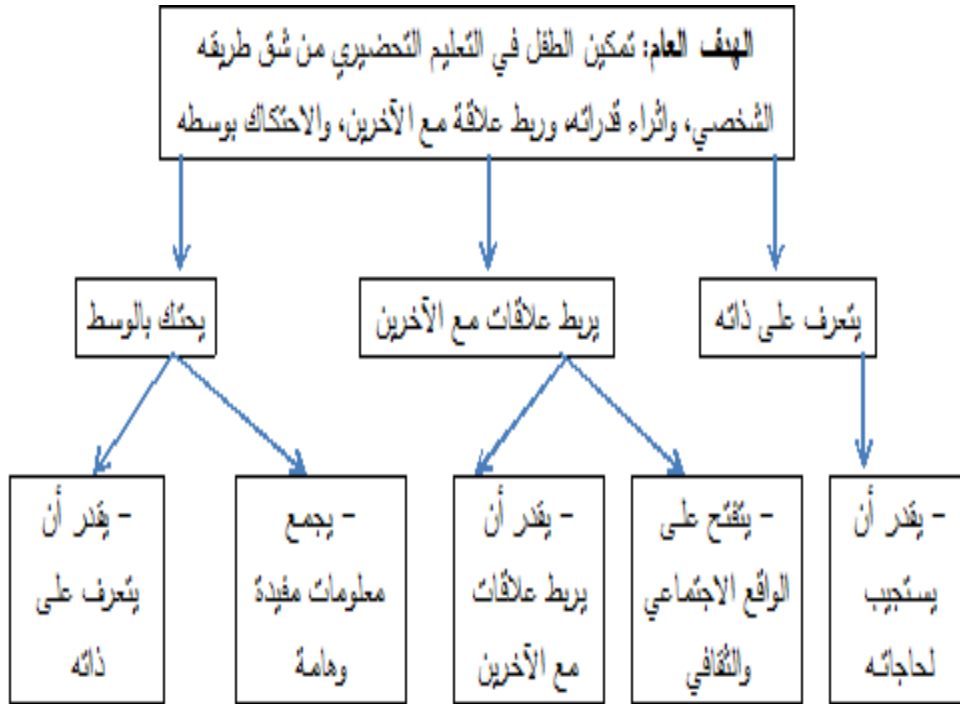 الهدف العام: تمكين الطفل في التعليم التحضيري من شق طريقه
الشخصي، واثراء قدراته، وربط علاقة مع الآخرين، والاحتكاك بوسطه
يتعرف على ذاته
يربط علاقات مع الآخرين
يحتك بالوسط
- يقدر أن
يستجيب
لحاجاته
- يتفتح على
الواقع الاجتماعي
والثقافي
- يقدر أن
يربط علاقات
مع الآخرين
- يجمع
معلومات مفيدة
وهامة
- يقدر أن
يتعرف على
ذاته